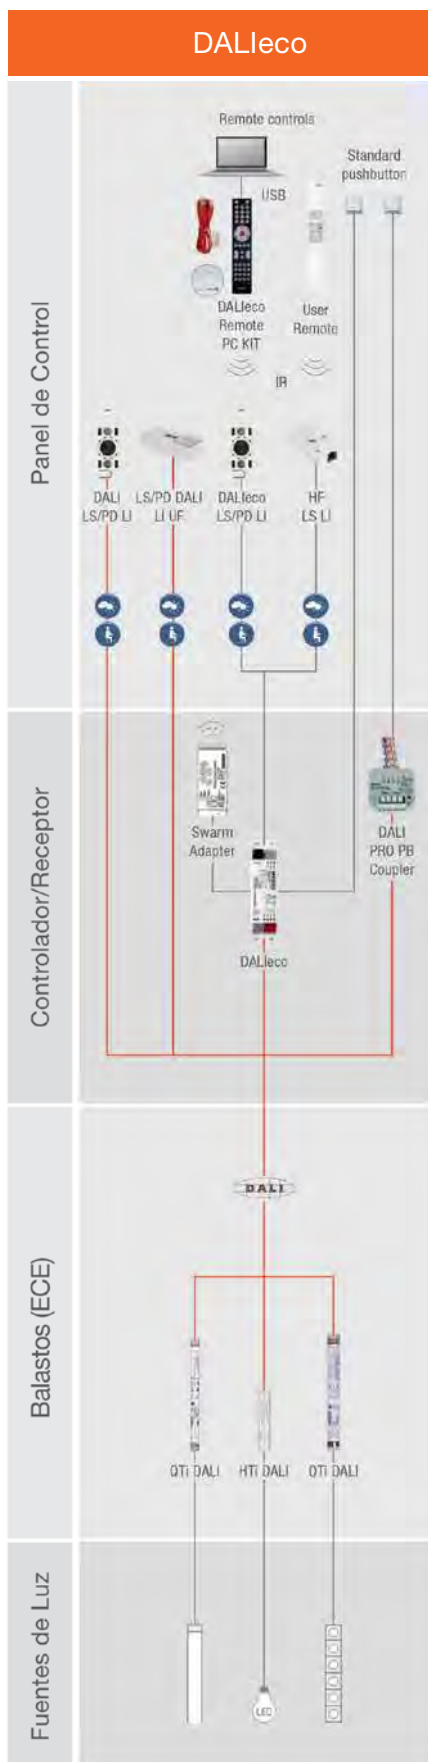 DALIeco
Panel de Control
Remote controls
Standard
pushbutton
USB
DALIeco
Remote
PC KIT
User
Remote
IR
DALI
LS/PD LI
LS/PD DALI
LI UF
DALIeco
LS/PD LI
HF
LS LI
Controlador/Receptor
Swarm
Adapter
DALI
PRO PB
Coupler
DALIeco
Balastos (ECE)
DALI
QTi DALI
HTi DALI
OTi DALI
Fuentes de Luz
LED